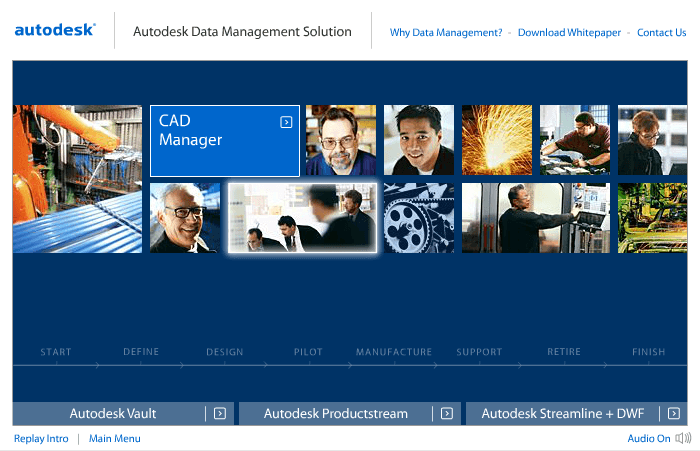 autodesk®
Autodesk Data Management Solution
Why Data Management? - Download Whitepaper - Contact Us
CAD
Manager
START DEFINE DESIGN PILOT MANUFACTURE SUPPORT RETIRE FINISH
Autodesk Vault
Autodesk Productstream
Autodesk Streamline + DWF
Replay Intro | Main Menu
Audio On